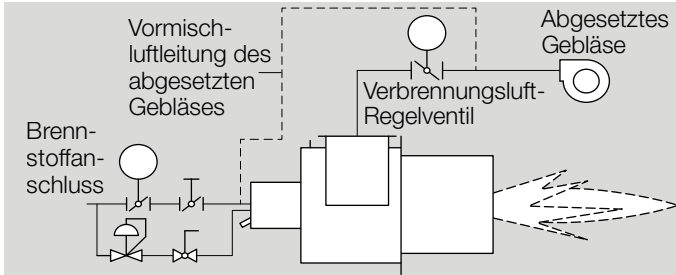 Vormisch-
luftleitung des
abgesetzten
Gebläses
Abgesetztes
Gebläse
Verbrennungsluft-
Regelventil
Brenn-
stoffan-
schluss